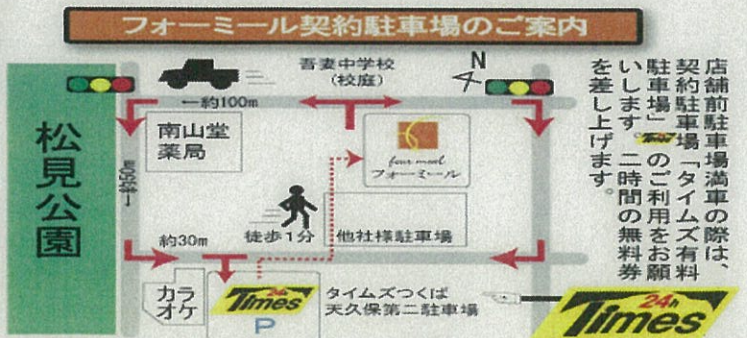 フォーミール契約駐車場のご案内
吾妻中学校
(校庭)
N
←約100m
南山堂
薬局
four meal
フォーミール
松見公園
←約50m
徒歩1分
他社様駐車場
約30m
カラ
オケ
24h
Times
P
タイムズつくば
天久保第二駐車場
店舗前駐車場満車の際は、
契約駐車場「タイムズ有料
駐車場」のご利用をお願
いします。二時間の無料券
を差し上げます。
24h
Times